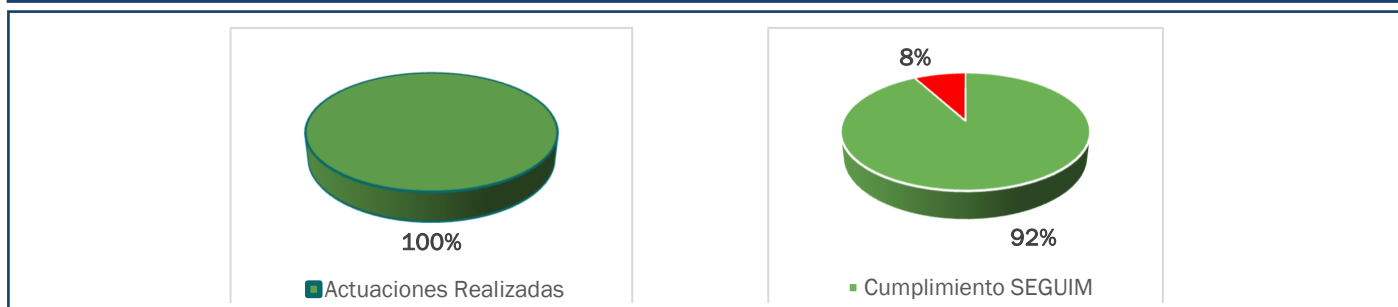 100%
Actuaciones Realizadas
8%
92%
Cumplimiento SEGUIM